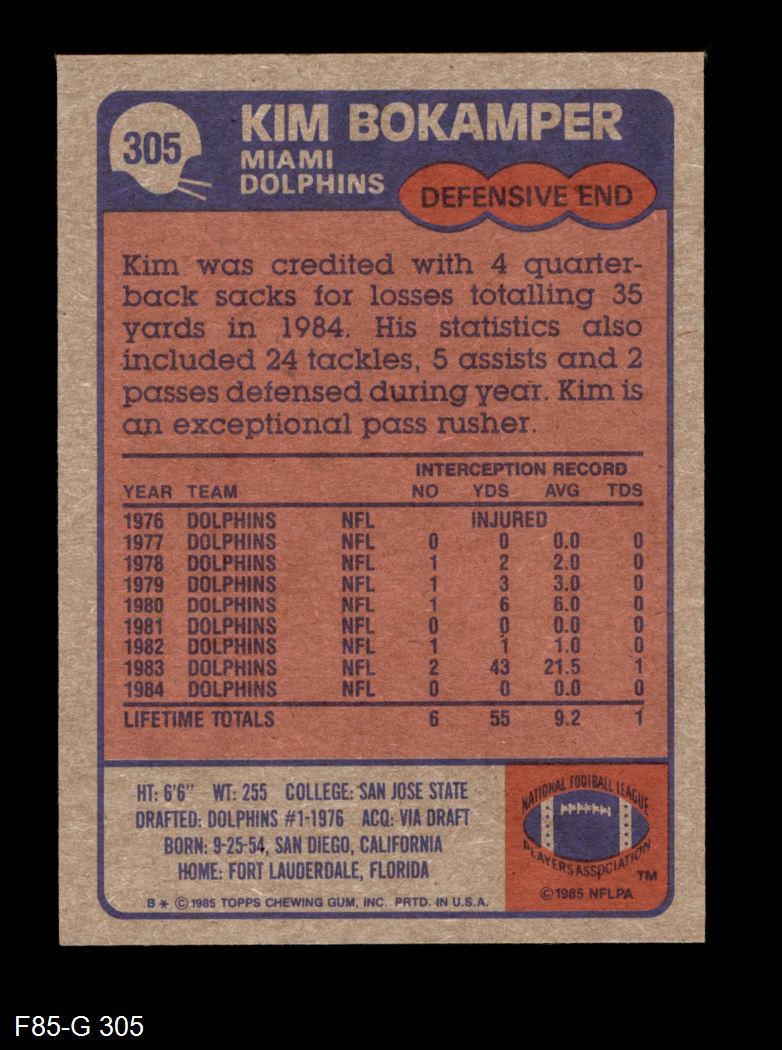 305
KIM BOKAMPER
MIAMI
DOLPHINS
DEFENSIVE END
Kim was credited with 4 quarter-
back sacks for losses totalling 35
yards in 1984. His statistics also
included 24 tackles, 5 assists and 2
passes defensed during year. Kim is
an exceptional pass rusher.
INTERCEPTION RECORD
YEAR TEAM NO YDS AVG TDS
1976 DOLPHINS NFL INJURED
1977 DOLPHINS NFL 0 0 0.0 0
1978 DOLPHINS NFL 1 2 2.0 0
1979 DOLPHINS NFL 1 3 3.0 0
1980 DOLPHINS NFL 1 6 6.0 0
1981 DOLPHINS NFL 0 0 0.0 0
1982 DOLPHINS NFL 1 1 1.0 0
1983 DOLPHINS NFL 2 43 21.5 1
1984 DOLPHINS NFL 0 0 0.0 0
LIFETIME TOTALS 6 55 9.2 1
HT: 6'6" WT: 255 COLLEGE: SAN JOSE STATE
DRAFTED: DOLPHINS #1-1976 ACQ: VIA DRAFT
BORN: 9-25-54, SAN DIEGO, CALIFORNIA
HOME: FORT LAUDERDALE, FLORIDA
B * © 1985 TOPPS CHEWING GUM, INC. PRTD. IN U.S.A.
NATIONAL FOOTBALL LEAGUE
PLAYERS ASSOCIATION
TM
© 1985 NFLPA
F85-G 305